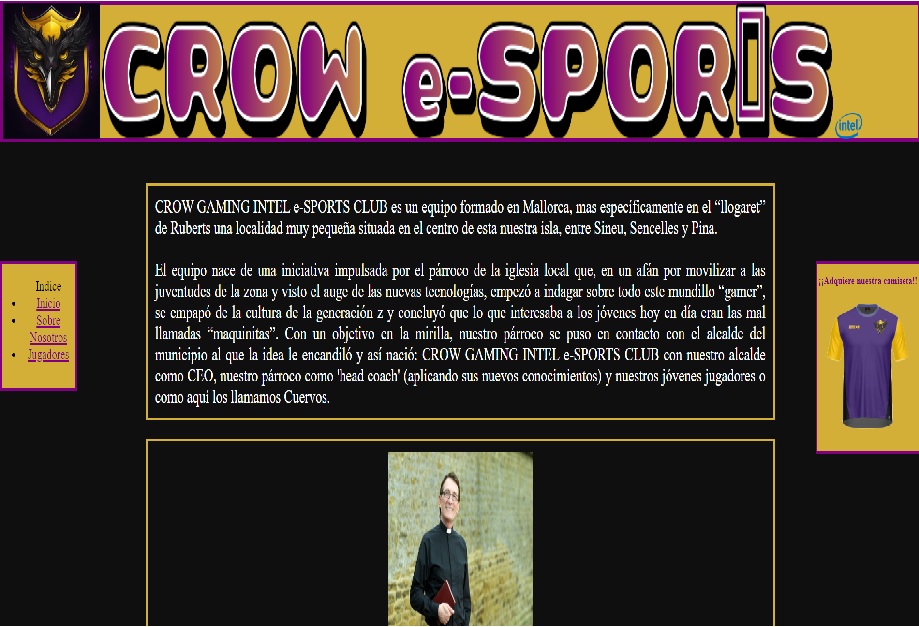 CROW e-SPOR▯S
intel
CROW GAMING INTEL e-SPORTS CLUB es un equipo formado en Mallorca, mas específicamente en el “llogaret”
de Ruberts una localidad muy pequeña situada en el centro de esta nuestra isla, entre Sineu, Sencelles y Pina.
El equipo nace de una iniciativa impulsada por el párroco de la iglesia local que, en un afán por movilizar a las
juventudes de la zona y visto el auge de las nuevas tecnologías, empezó a indagar sobre todo este mundillo “gamer”,
se empapó de la cultura de la generación z y concluyó que lo que interesaba a los jóvenes hoy en día eran las mal
llamadas “maquinitas”. Con un objetivo en la mirilla, nuestro párroco se puso en contacto con el alcalde del
municipio al que la idea le encandiló y así nació: CROW GAMING INTEL e-SPORTS CLUB con nuestro alcalde
como CEO, nuestro párroco como 'head coach' (aplicando sus nuevos conocimientos) y nuestros jóvenes jugadores o
como aquí los llamamos Cuervos.
Indice
Inicio
Sobre
Nosotros
Jugadores
¡¡Adquiere nuestra camiseta!!